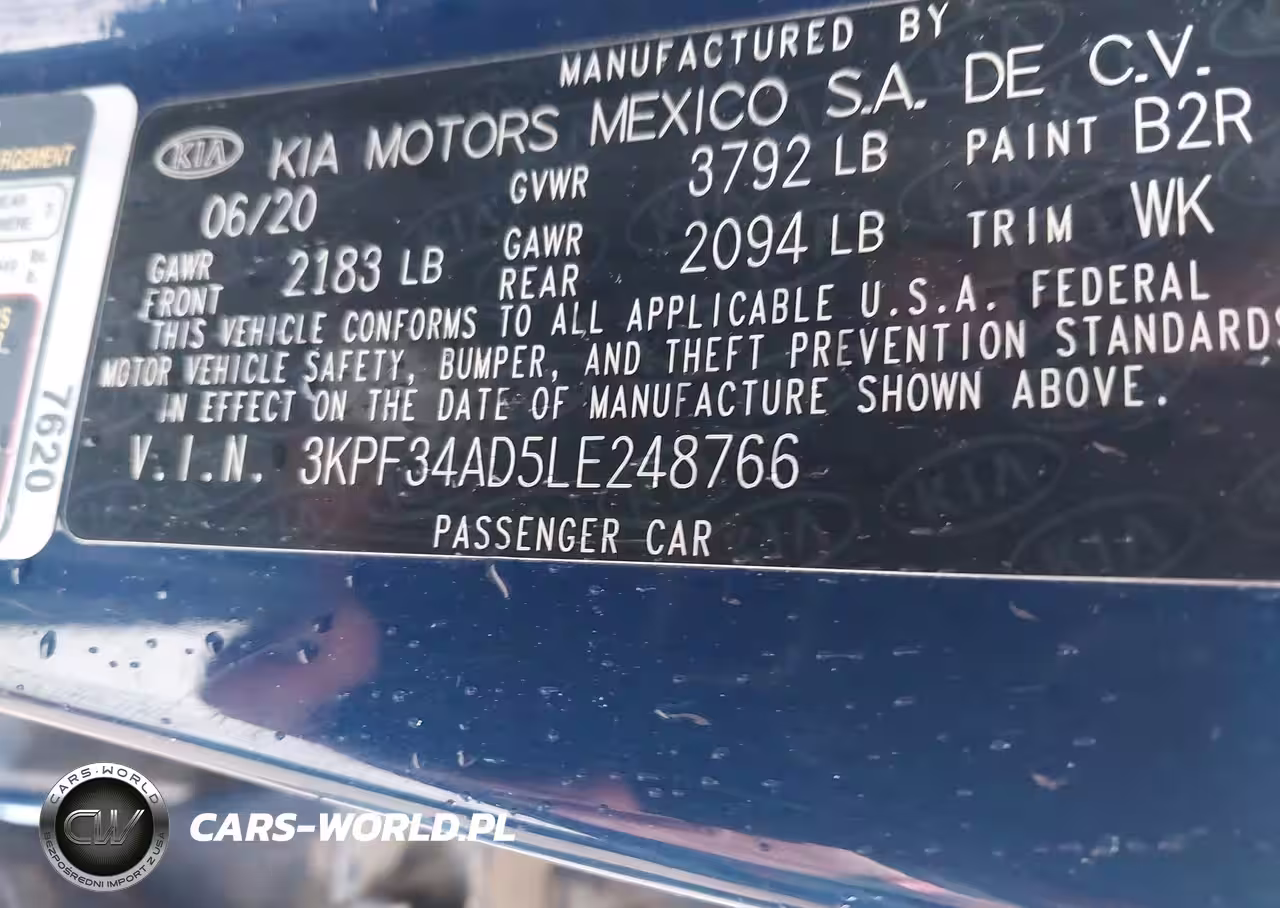 MANUFACTURED BY
KIA KIA MOTORS MEXICO S.A. DE C.V.
06/20 GVWR 3792 LB PAINT B2R
GAWR FRONT 2183 LB GAWR REAR 2094 LB TRIM WK
THIS VEHICLE CONFORMS TO ALL APPLICABLE U.S.A. FEDERAL
MOTOR VEHICLE SAFETY, BUMPER, AND THEFT PREVENTION STANDARDS
IN EFFECT ON THE DATE OF MANUFACTURE SHOWN ABOVE.
V.I.N. 3KPF34AD5LE248766
PASSENGER CAR
7620
CARS-WORLD
CW
BEZPOŚREDNI IMPORT Z USA
CARS-WORLD.PL